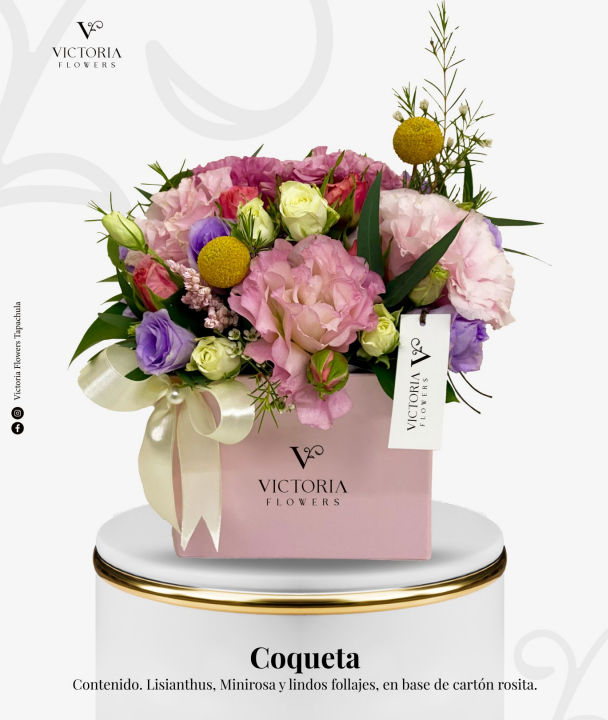 VICTORIA
FLOWERS
Victoria Flowers Tapachula
VICTORIA
FLOWERS
VICTORIA
FLOWERS
Coqueta
Contenido. Lisianthus, Minirosa y lindos follajes, en base de cartón rosita.